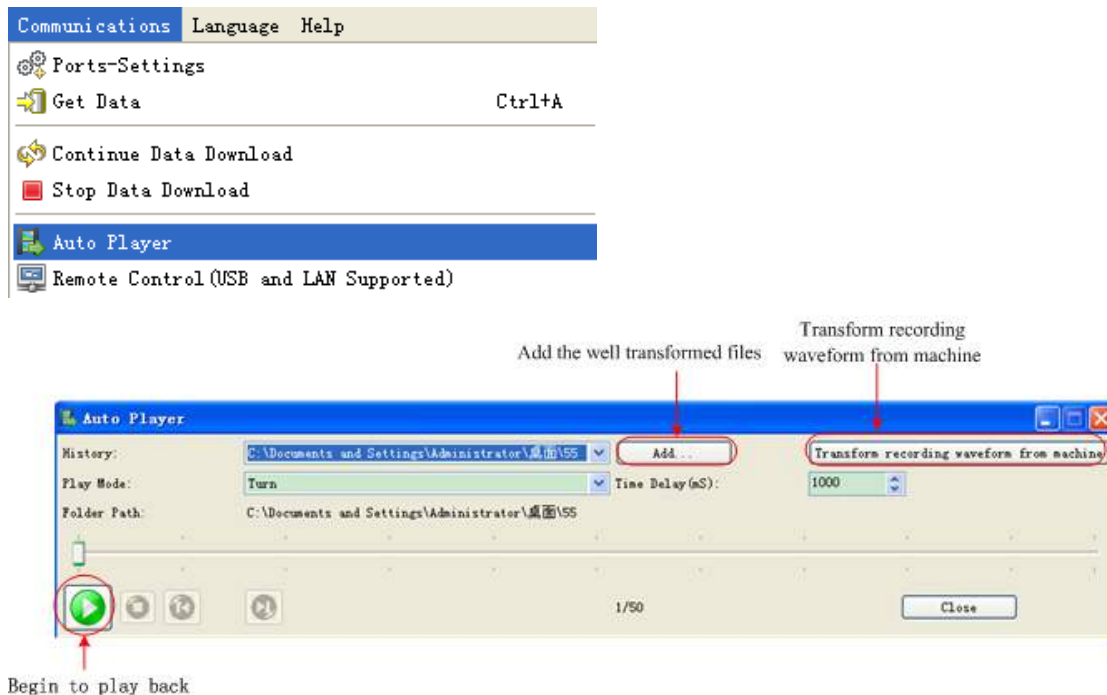 Communications Language Help
Ports-Settings
Get Data Ctrl+A
Continue Data Download
Stop Data Download
Auto Player
Remote Control(USB and LAN Supported)
Transform recording
waveform from machine
Add the well transformed files
Auto Player
History: C:\Documents and Settings\Administrator\桌面\55 Add... Transform recording waveform from machine
Play Mode: Turn Time Delay(mS): 1000
Folder Path: C:\Documents and Settings\Administrator\桌面\55
1/50 Close
Begin to play back